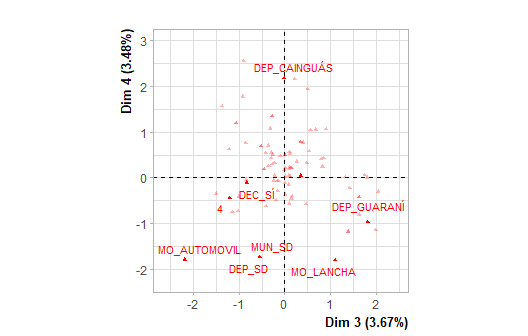 Dim 4 (3.48%)
3
DEP_CAINGUÁS
2
1
0
DEC_SÍ
4
DEP_GUARANÍ
-1
MO_AUTOMOVIL
MUN_SD
DEP_SD
MO_LANCHA
-2
-2
-1
0
1
2
Dim 3 (3.67%)